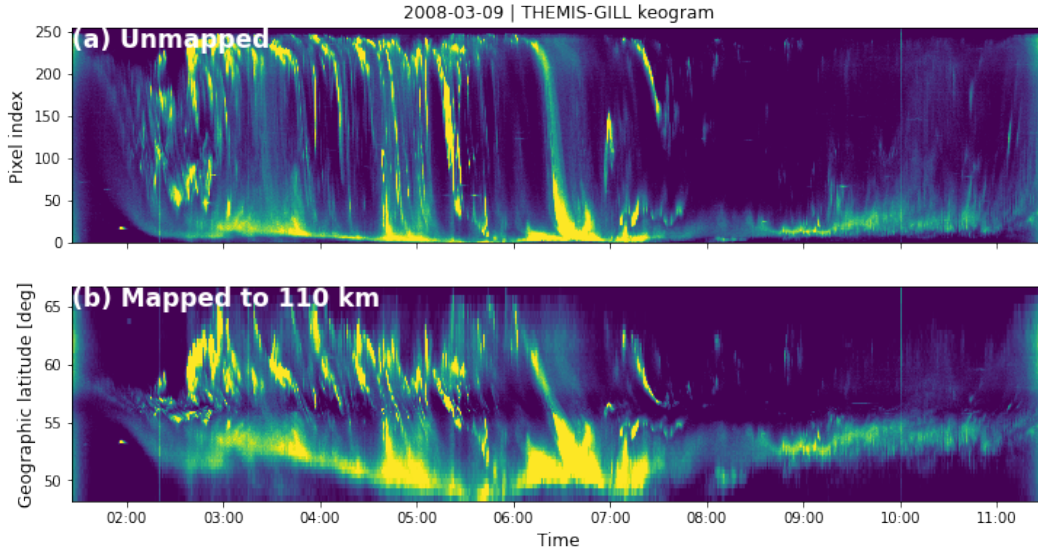 2008-03-09 | THEMIS-GILL keogram
(a) Unmapped
Pixel index
250
200
150
100
50
0
(b) Mapped to 110 km
Geographic latitude [deg]
65
60
55
50
02:00 03:00 04:00 05:00 06:00 07:00 08:00 09:00 10:00 11:00
Time